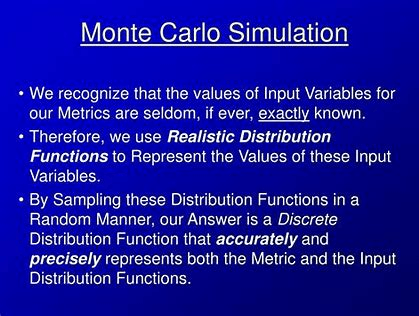 Monte Carlo Simulation
• We recognize that the values of Input Variables for
our Metrics are seldom, if ever, exactly known.
• Therefore, we use Realistic Distribution
Functions to Represent the Values of these Input
Variables.
• By Sampling these Distribution Functions in a
Random Manner, our Answer is a Discrete
Distribution Function that accurately and
precisely represents both the Metric and the Input
Distribution Functions.